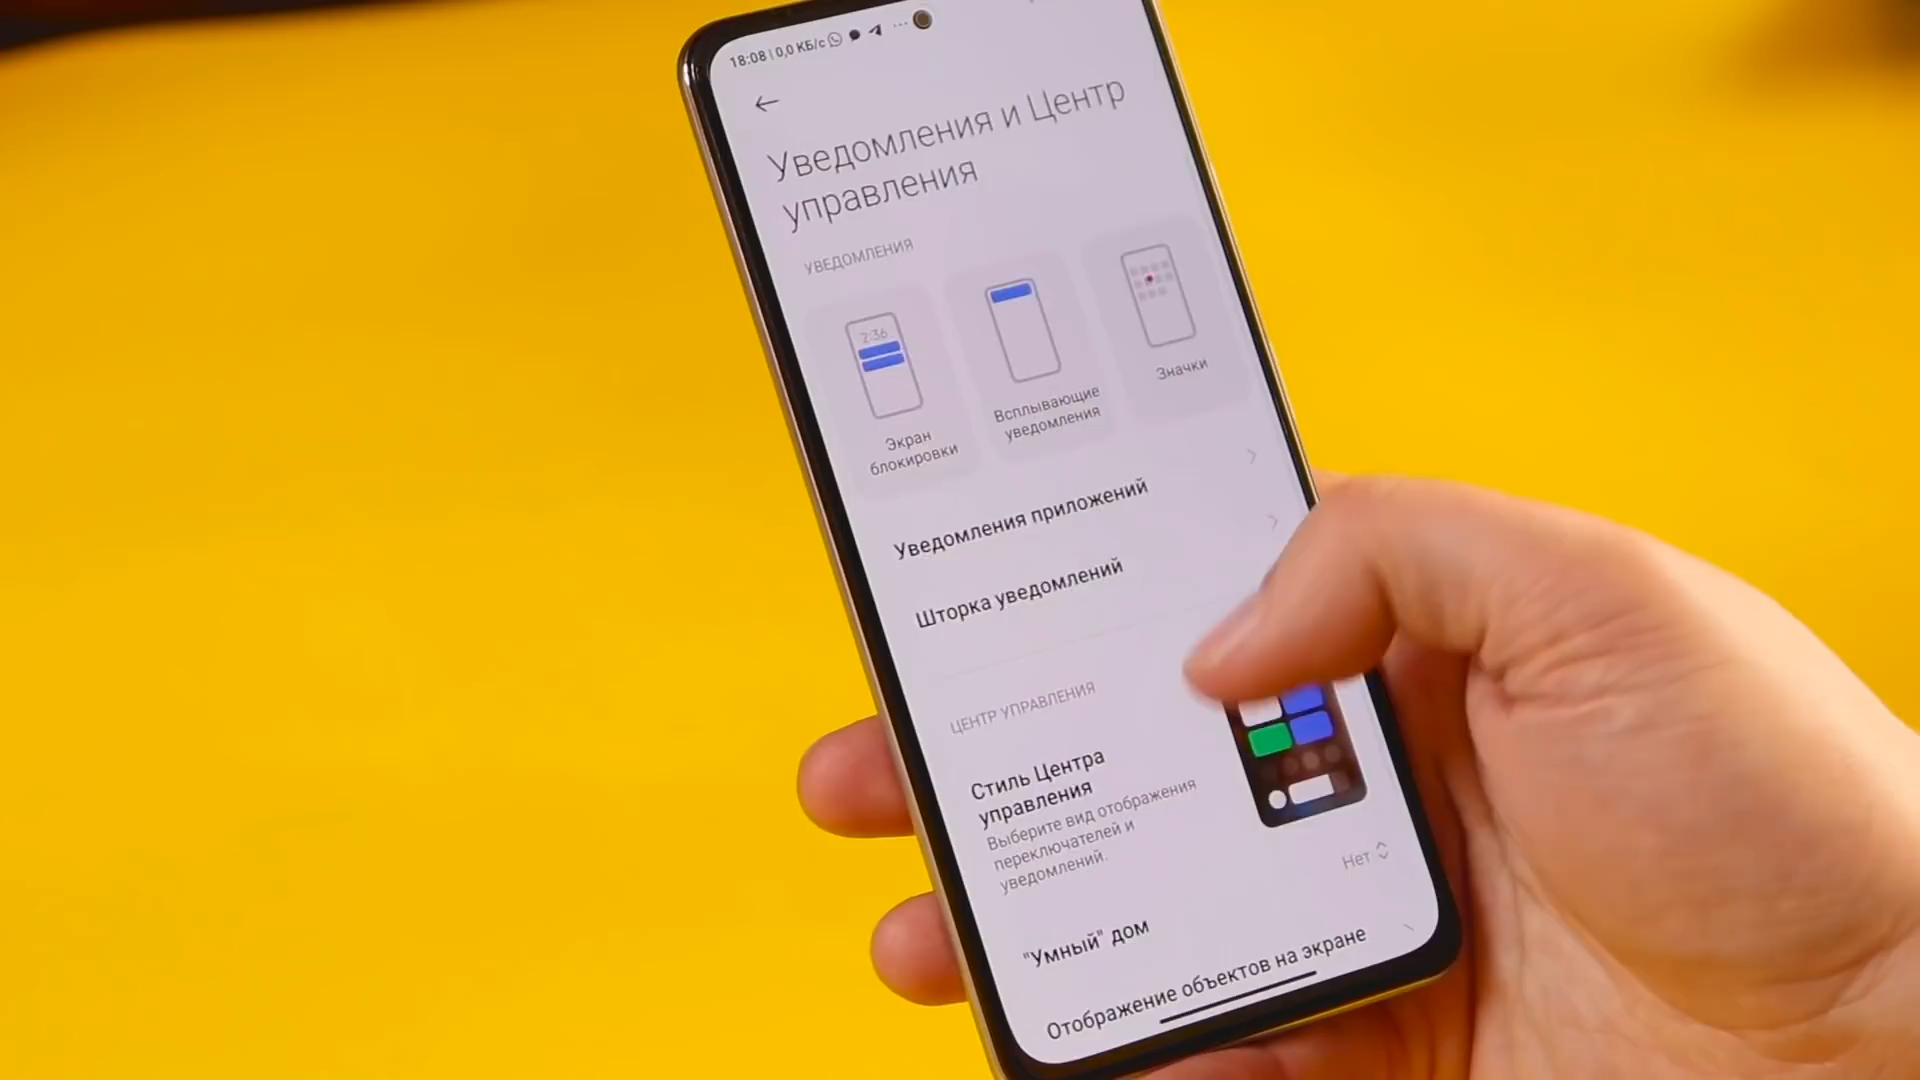 18:08 | 0,0 КБ/с
Уведомления и Центр
управления
УВЕДОМЛЕНИЯ
2:36
Экран
блокировки
Всплывающие
уведомления
Значки
Уведомления приложений
Шторка уведомлений
ЦЕНТР УПРАВЛЕНИЯ
Стиль Центра
управления
Выберите вид отображения
переключателей и
уведомлений.
Нет
"Умный" дом
Отображение объектов на экране